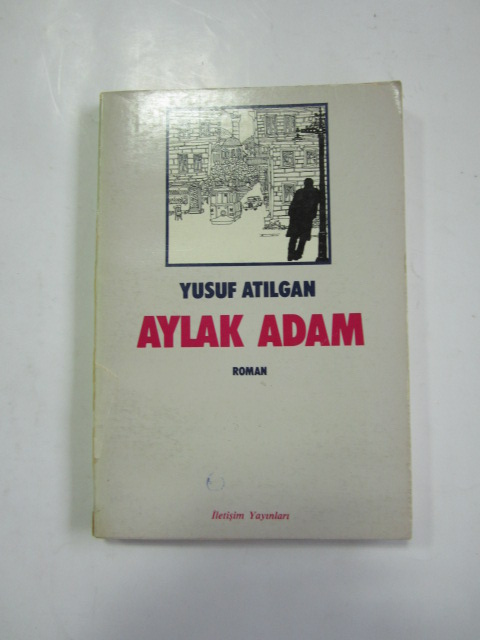 YUSUF ATILGAN
AYLAK ADAM
ROMAN
İletişim Yayınları